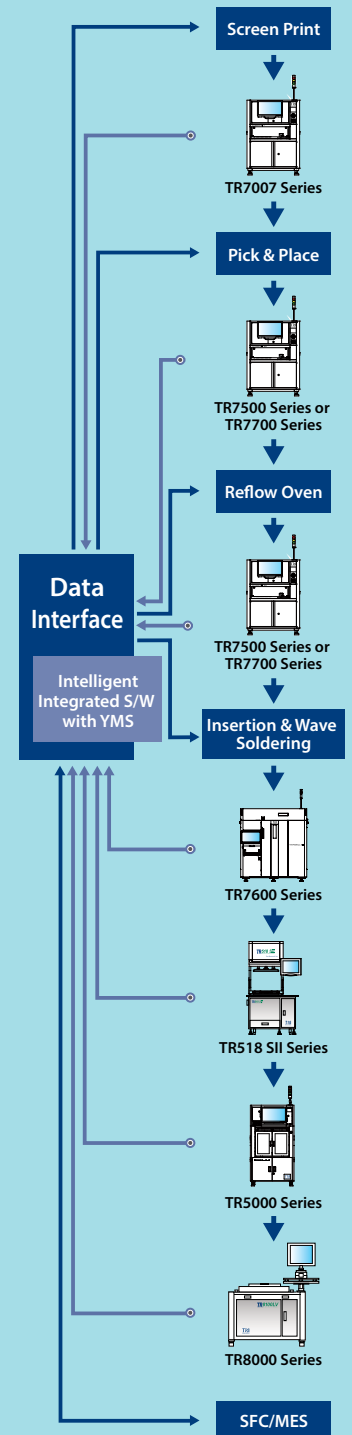 Screen Print
TR7007 Series
Pick & Place
TR7500 Series or
TR7700 Series
Reflow Oven
Data
Interface
Intelligent
Integrated S/W
with YMS
TR7500 Series or
TR7700 Series
Insertion & Wave
Soldering
TR7600 Series
TR518 SII Series
TR5000 Series
TR8000 Series
SFC/MES